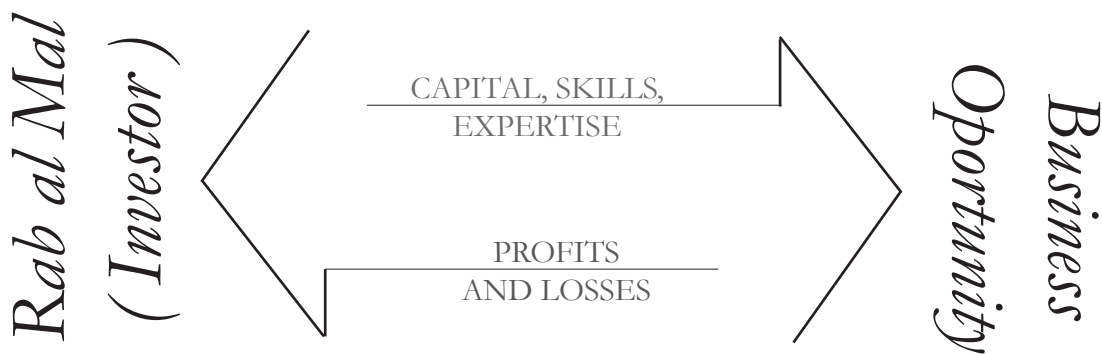 Rab al Mal
( Investor )
CAPITAL, SKILLS,
EXPERTISE
PROFITS
AND LOSSES
Business
Oportunity